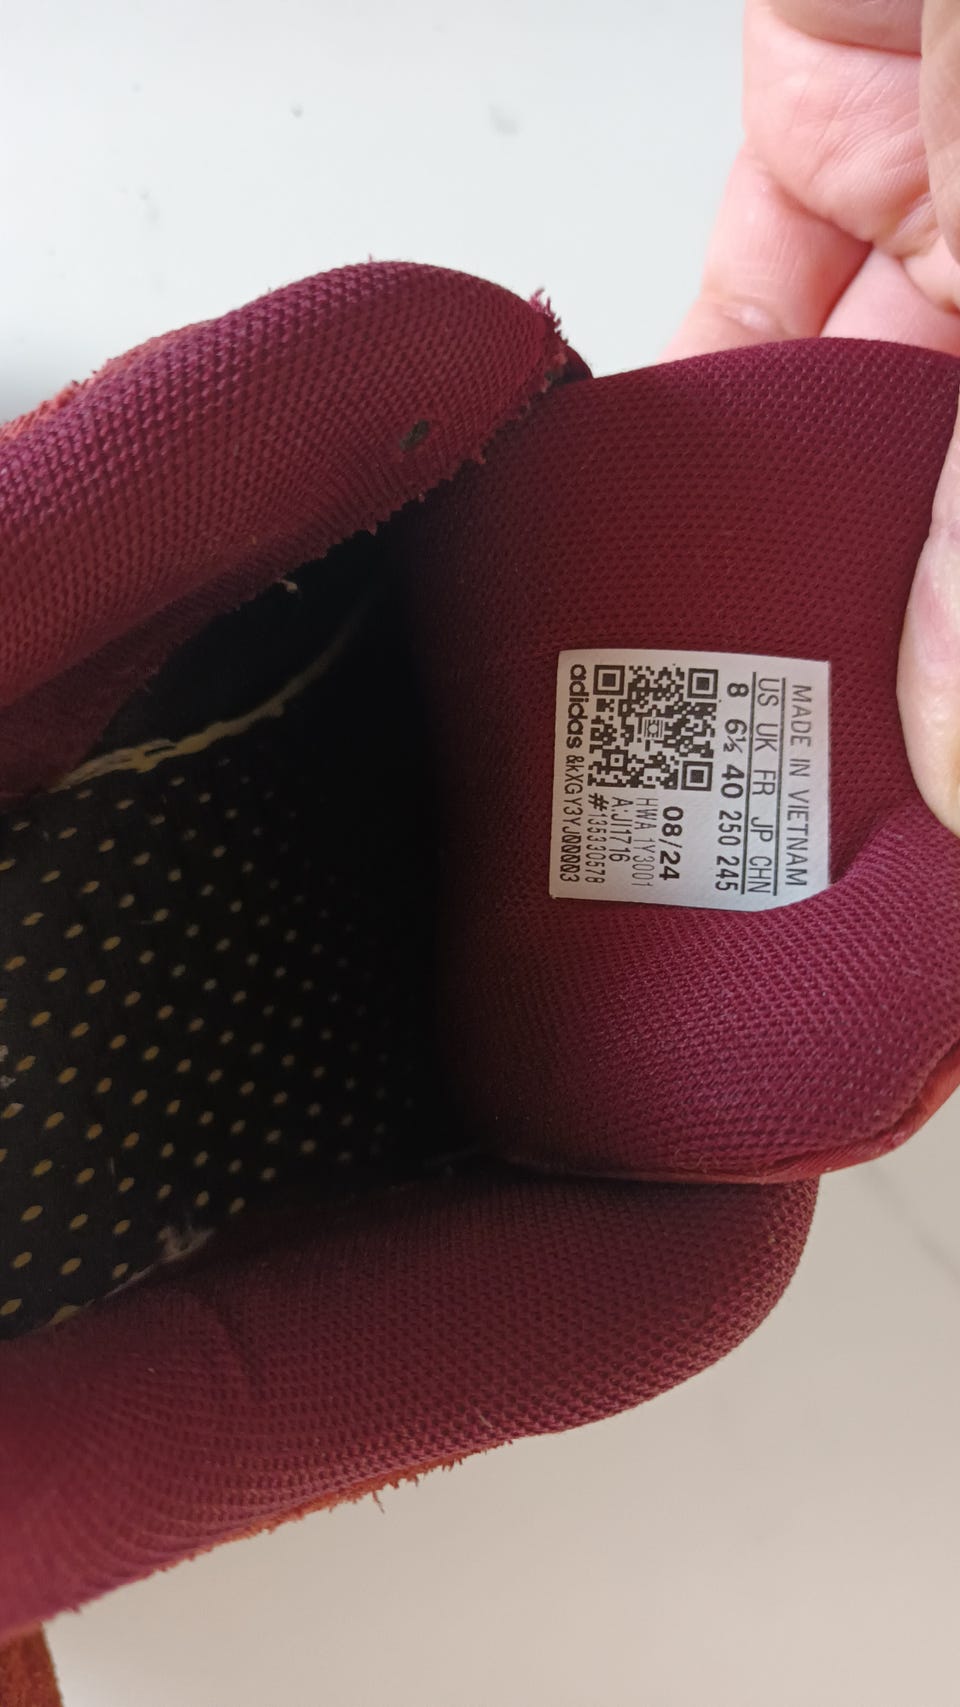 MADE IN VIETNAM
US UK FR JP CHN
8 6½ 40 250 245
08/24
HWA 1Y3001
A:JI1716
#135330578
adidas &kXGY3YJ00003